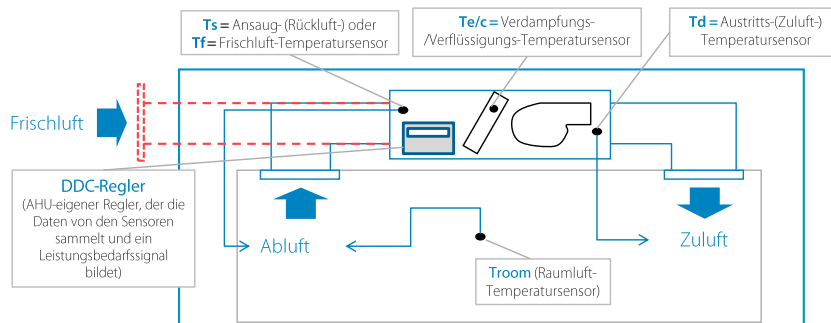 Ts = Ansaug- (Rückluft-) oder
Tf = Frischluft-Temperatursensor
Te/c = Verdampfungs-
/Verflüssigungs-Temperatursensor
Td = Austritts-(Zuluft-)
Temperatursensor
Frischluft
DDC-Regler
(AHU-eigener Regler, der die
Daten von den Sensoren
sammelt und ein
Leistungsbedarfssignal
bildet)
Abluft
Troom (Raumluft-
Temperatursensor)
Zuluft